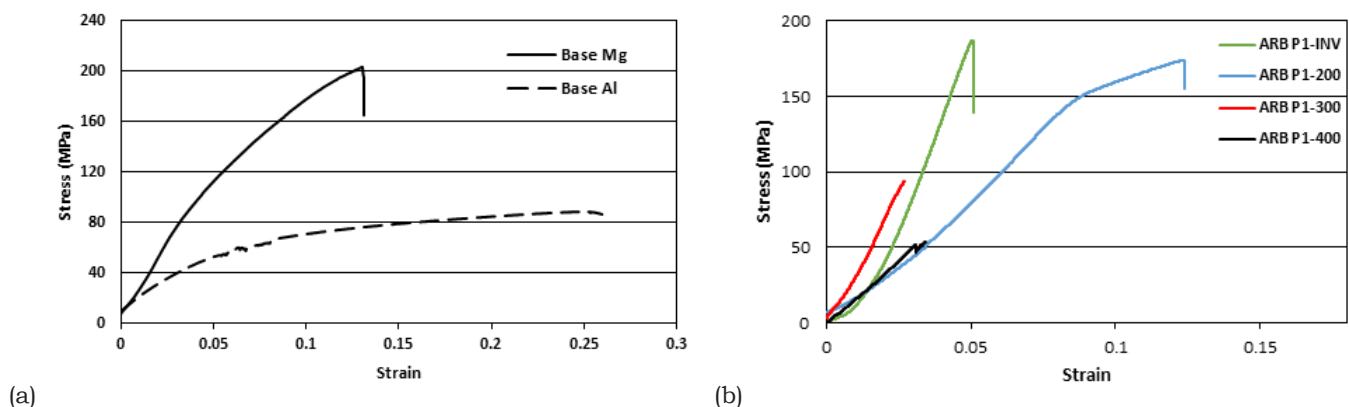 240
200
160
120
80
40
0
Stress (MPa)
Base Mg
Base Al
0 0.05 0.1 0.15 0.2 0.25 0.3
Strain
(a)
200
150
100
50
0
Stress (MPa)
ARB P1-INV
ARB P1-200
ARB P1-300
ARB P1-400
0 0.05 0.1 0.15
Strain
(b)